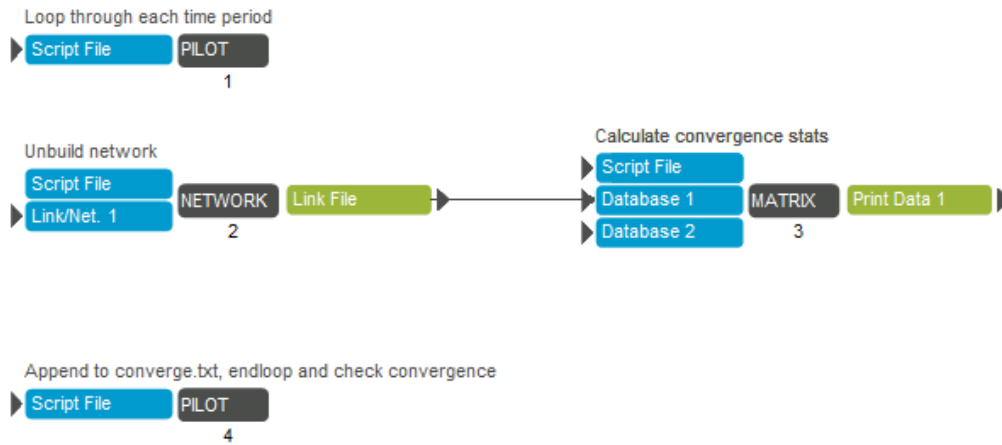 Loop through each time period
Script File PILOT
1
Unbuild network
Script File
Link/Net. 1
NETWORK Link File
2
Calculate convergence stats
Script File
Database 1 MATRIX Print Data 1
Database 2
3
Append to converge.txt, endloop and check convergence
Script File PILOT
4